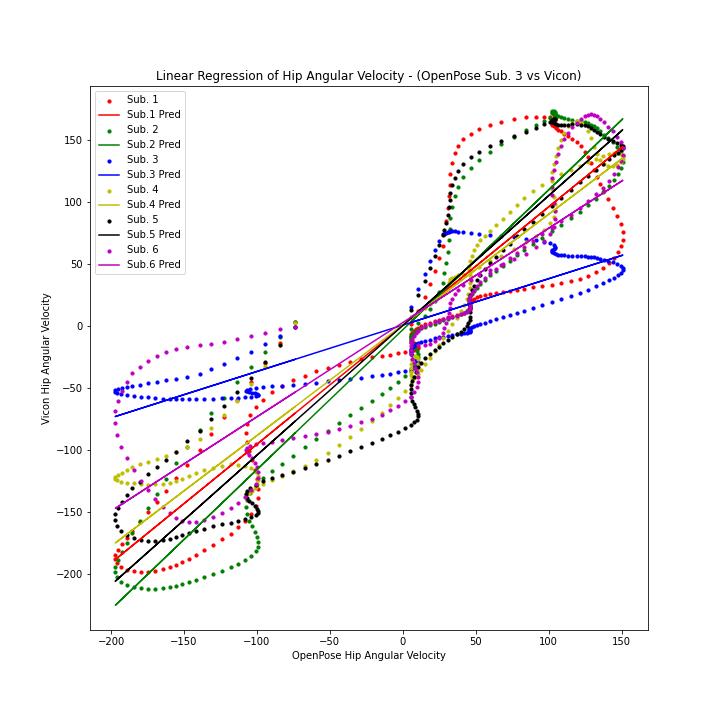 Linear Regression of Hip Angular Velocity - (OpenPose Sub. 3 vs Vicon)
Sub. 1
Sub.1 Pred
Sub. 2
Sub.2 Pred
Sub. 3
Sub.3 Pred
Sub. 4
Sub.4 Pred
Sub. 5
Sub.5 Pred
Sub. 6
Sub.6 Pred
150
100
50
0
−50
−100
−150
−200
Vicon Hip Angular Velocity
−200 −150 −100 −50 0 50 100 150
OpenPose Hip Angular Velocity